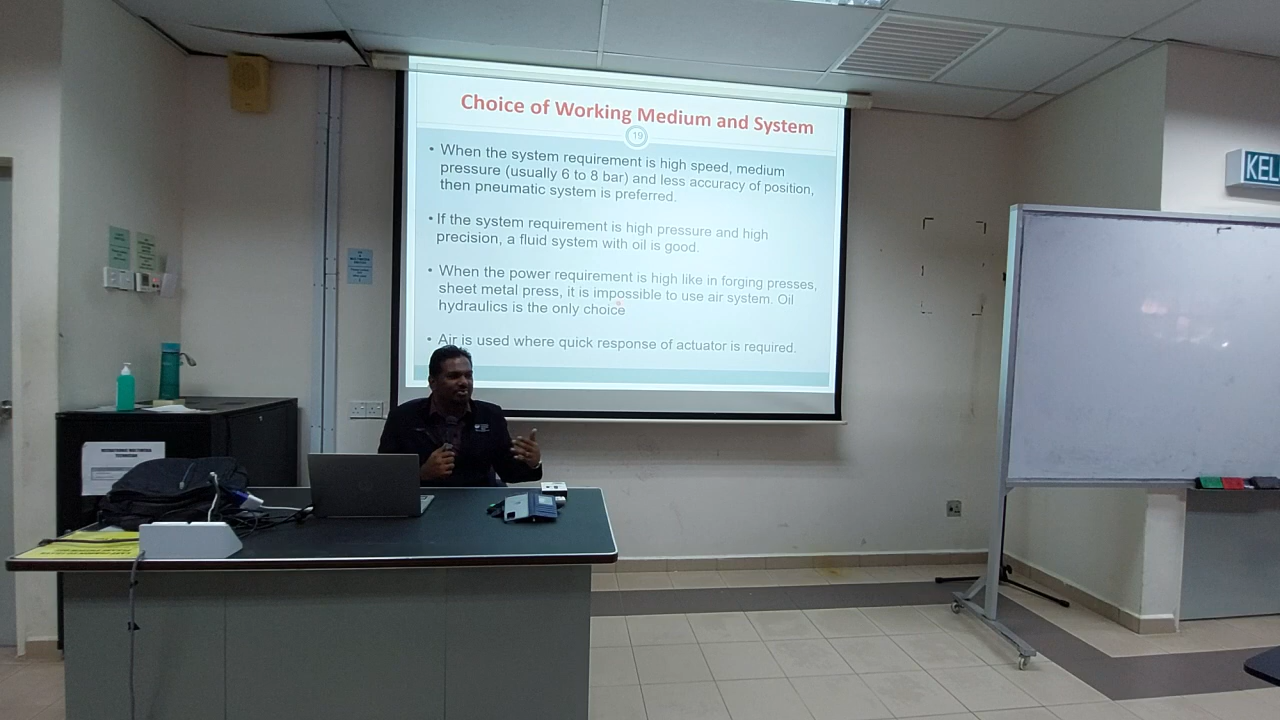 Choice of Working Medium and System
19
• When the system requirement is high speed, medium
pressure (usually 6 to 8 bar) and less accuracy of position,
then pneumatic system is preferred.
• If the system requirement is high pressure and high
precision, a fluid system with oil is good.
• When the power requirement is high like in forging presses,
sheet metal press, it is impossible to use air system. Oil
hydraulics is the only choice
• Air is used where quick response of actuator is required.
KEL